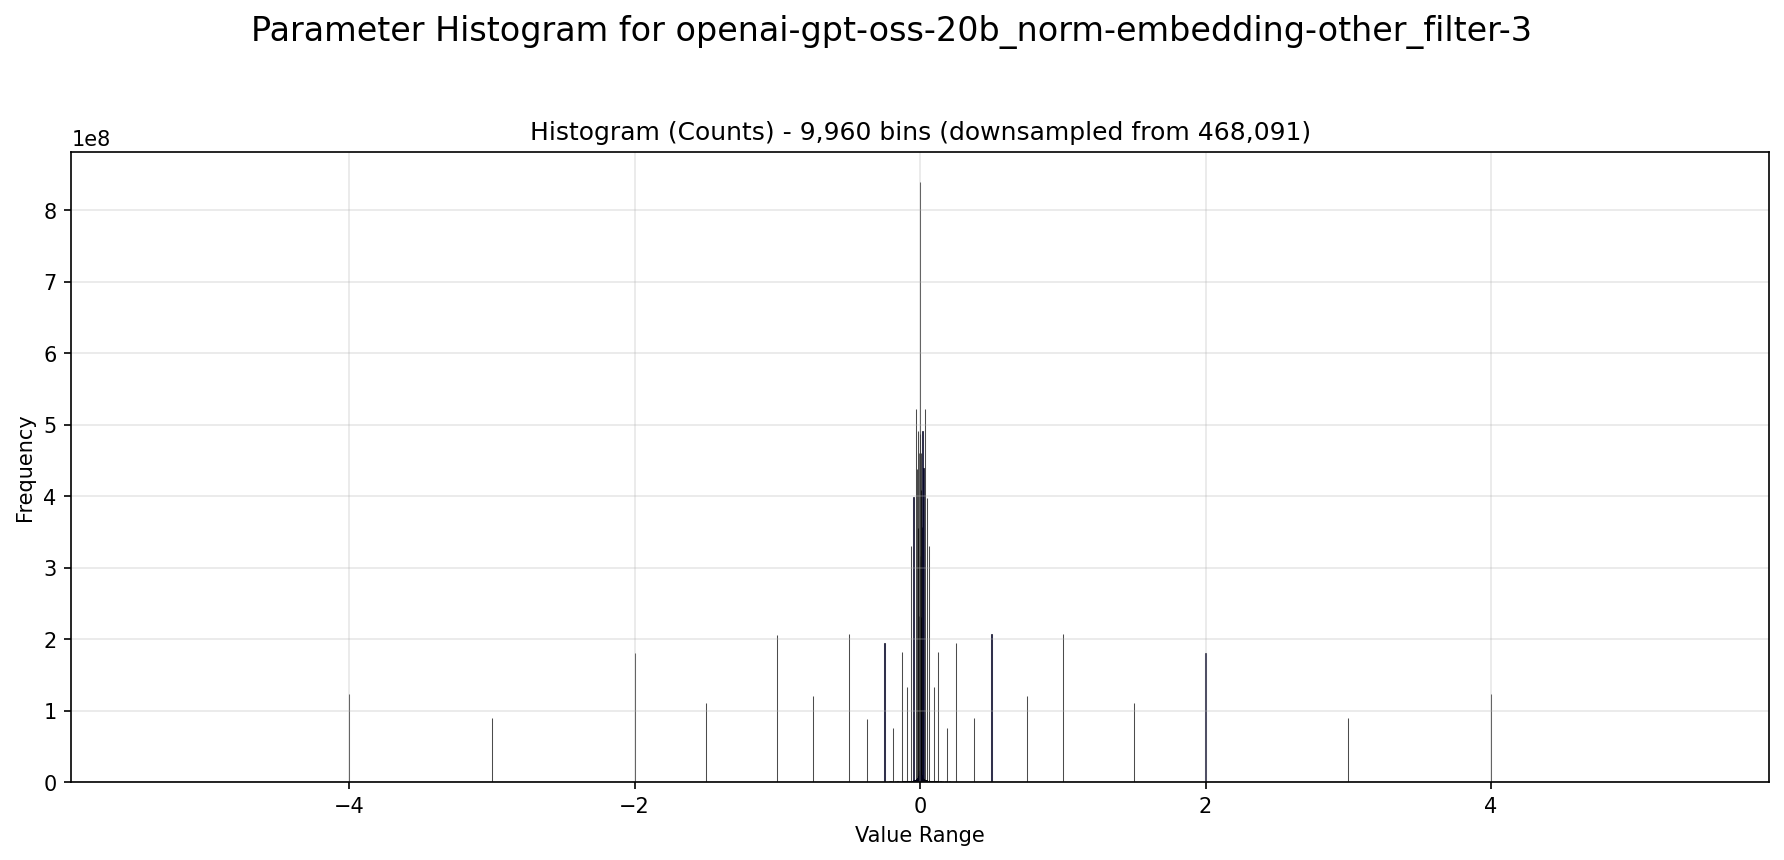 Parameter Histogram for openai-gpt-oss-20b_norm-embedding-other_filter-3
Histogram (Counts) - 9,960 bins (downsampled from 468,091)
1e8
8
7
6
5
4
3
2
1
0
Frequency
−4
−2
0
2
4
Value Range